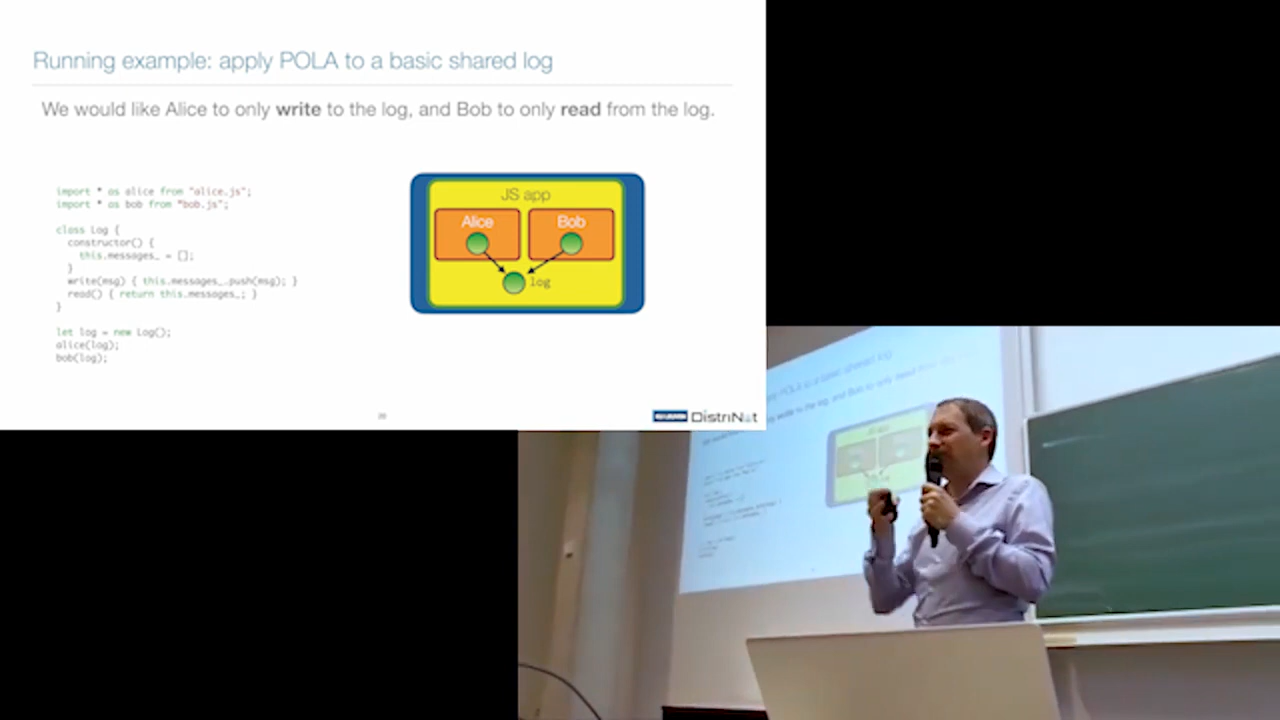 Running example: apply POLA to a basic shared log
We would like Alice to only write to the log, and Bob to only read from the log.
import * as alice from "alice.js";
import * as bob from "bob.js";
class Log {
constructor() {
this.messages_ = [];
}
write(msg) { this.messages_.push(msg); }
read() { return this.messages_; }
}
let log = new Log();
alice(log);
bob(log);
JS app
Alice
Bob
log
DistriNet